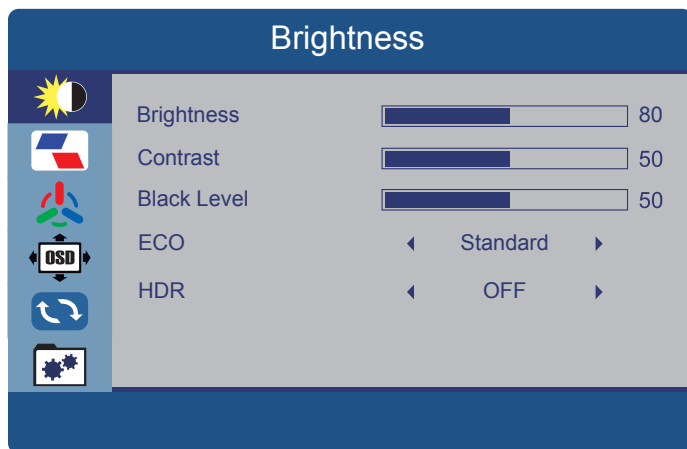 Brightness
Brightness 80
Contrast 50
Black Level 50
ECO Standard
OSD
HDR OFF